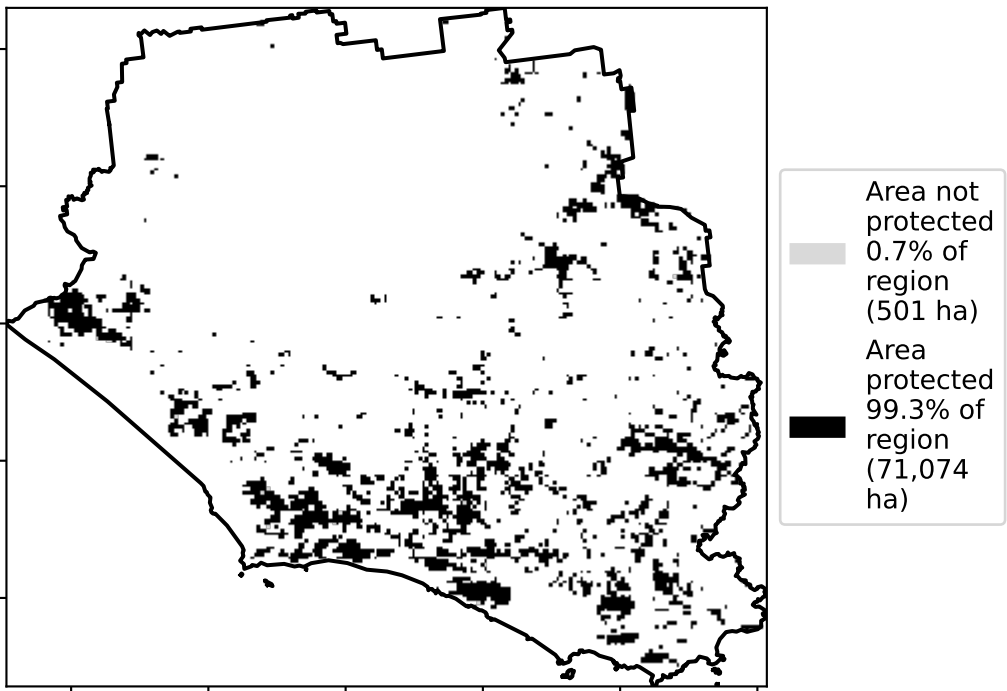 Area not
protected
0.7% of
region
(501 ha)
Area
protected
99.3% of
region
(71,074
ha)